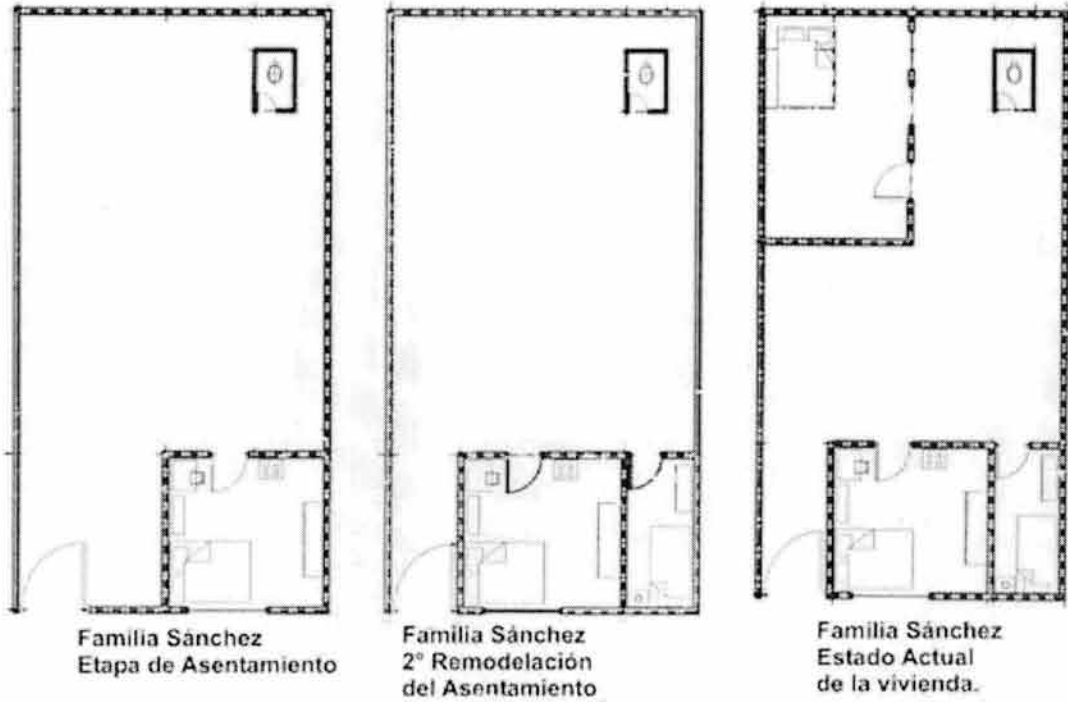 Familia Sánchez
Etapa de Asentamiento
Familia Sánchez
2° Remodelación
del Asentamiento
Familia Sánchez
Estado Actual
de la vivienda.